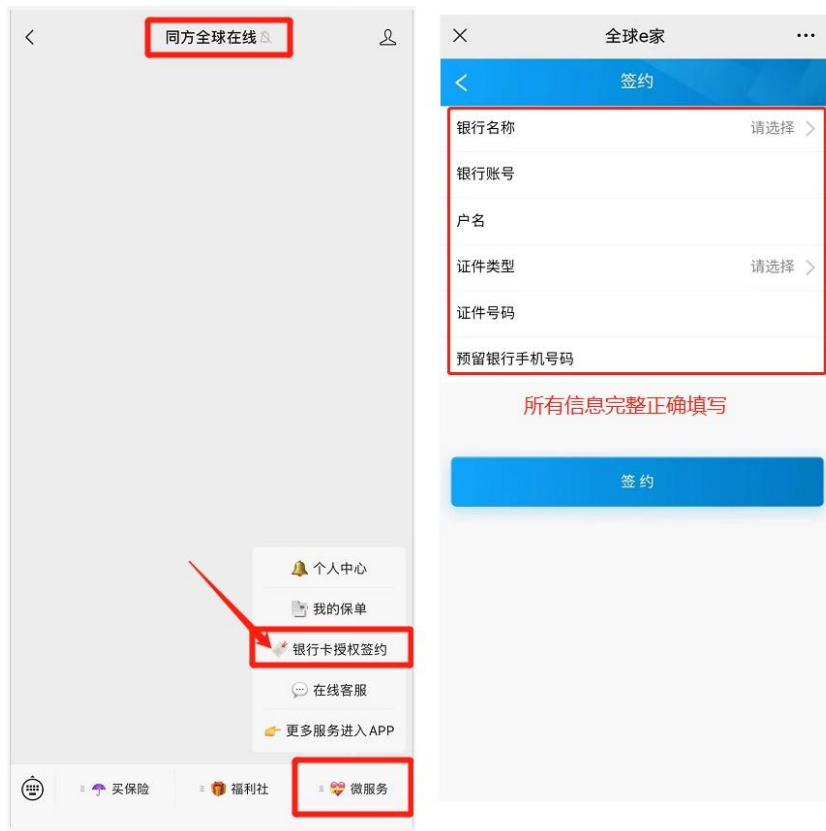 同方全球在线
个人中心
我的保单
银行卡授权签约
在线客服
更多服务进入APP
买保险
福利社
微服务
全球e家
签约
银行名称 请选择
银行账号
户名
证件类型 请选择
证件号码
预留银行手机号码
所有信息完整正确填写
签 约